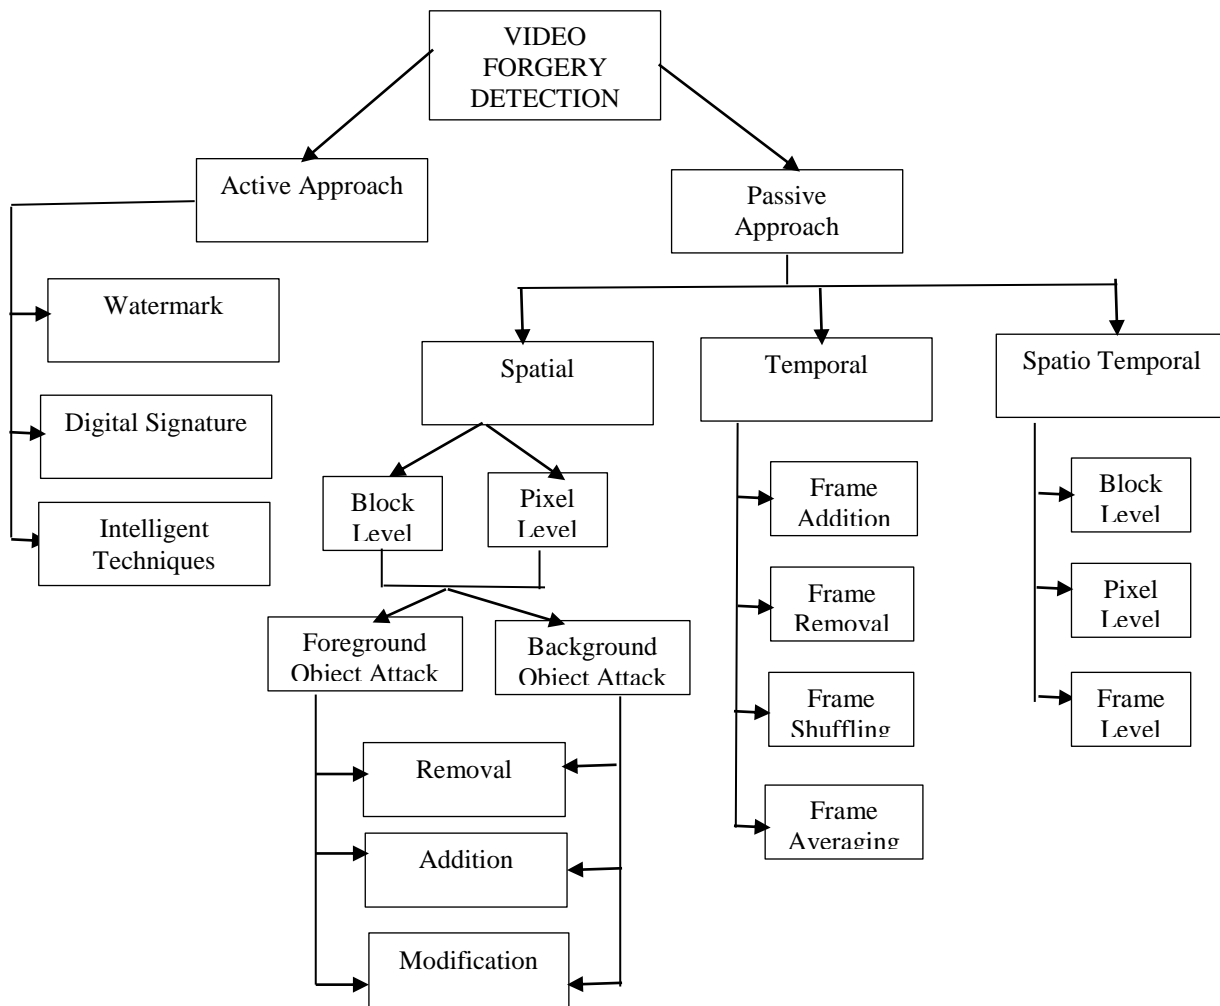 VIDEO
FORGERY
DETECTION
Active Approach
Passive
Approach
Watermark
Digital Signature
Intelligent
Techniques
Spatial
Temporal
Spatio Temporal
Block
Level
Pixel
Level
Foreground
Object Attack
Background
Object Attack
Removal
Addition
Modification
Frame
Addition
Frame
Removal
Frame
Shuffling
Frame
Averaging
Block
Level
Pixel
Level
Frame
Level